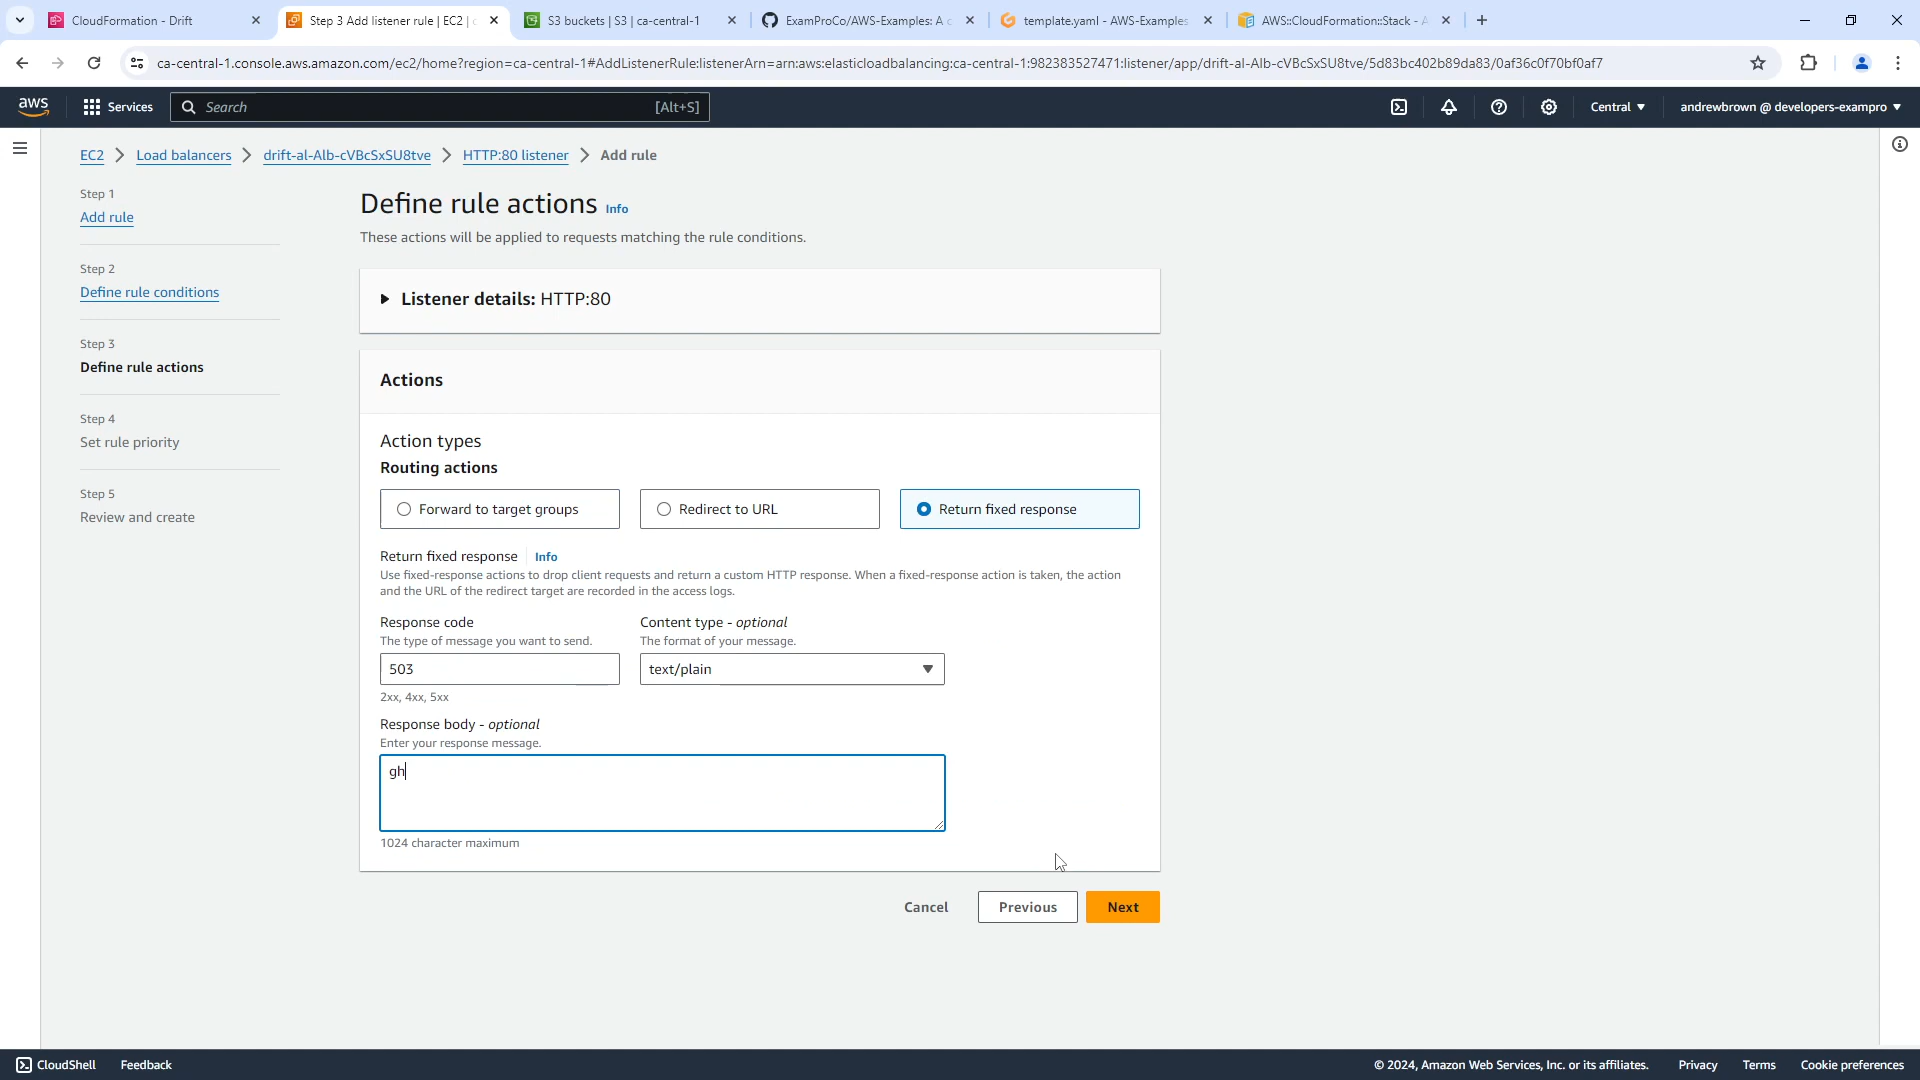 CloudFormation - Drift
Step 3 Add listener rule | EC2 | c
S3 buckets | S3 | ca-central-1
ExamProCo/AWS-Examples: A c
template.yaml - AWS-Examples
AWS::CloudFormation::Stack - A
ca-central-1.console.aws.amazon.com/ec2/home?region=ca-central-1#AddListenerRule:listenerArn=arn:aws:elasticloadbalancing:ca-central-1:982383527471:listener/app/drift-al-Alb-cVBcSxSU8tve/5d83bc402b89da83/0af36c0f70bf0af7
aws
Services
Search
[Alt+S]
Central
andrewbrown @ developers-exampro
EC2
Load balancers
drift-al-Alb-cVBcSxSU8tve
HTTP:80 listener
Add rule
Step 1
Add rule
Step 2
Define rule conditions
Step 3
Define rule actions
Step 4
Set rule priority
Step 5
Review and create
Define rule actions Info
These actions will be applied to requests matching the rule conditions.
Listener details: HTTP:80
Actions
Action types
Routing actions
Forward to target groups
Redirect to URL
Return fixed response
Return fixed response Info
Use fixed-response actions to drop client requests and return a custom HTTP response. When a fixed-response action is taken, the action
and the URL of the redirect target are recorded in the access logs.
Response code
The type of message you want to send.
503
2xx, 4xx, 5xx
Content type - optional
The format of your message.
text/plain
Response body - optional
Enter your response message.
gh
1024 character maximum
Cancel
Previous
Next
CloudShell
Feedback
© 2024, Amazon Web Services, Inc. or its affiliates.
Privacy
Terms
Cookie preferences